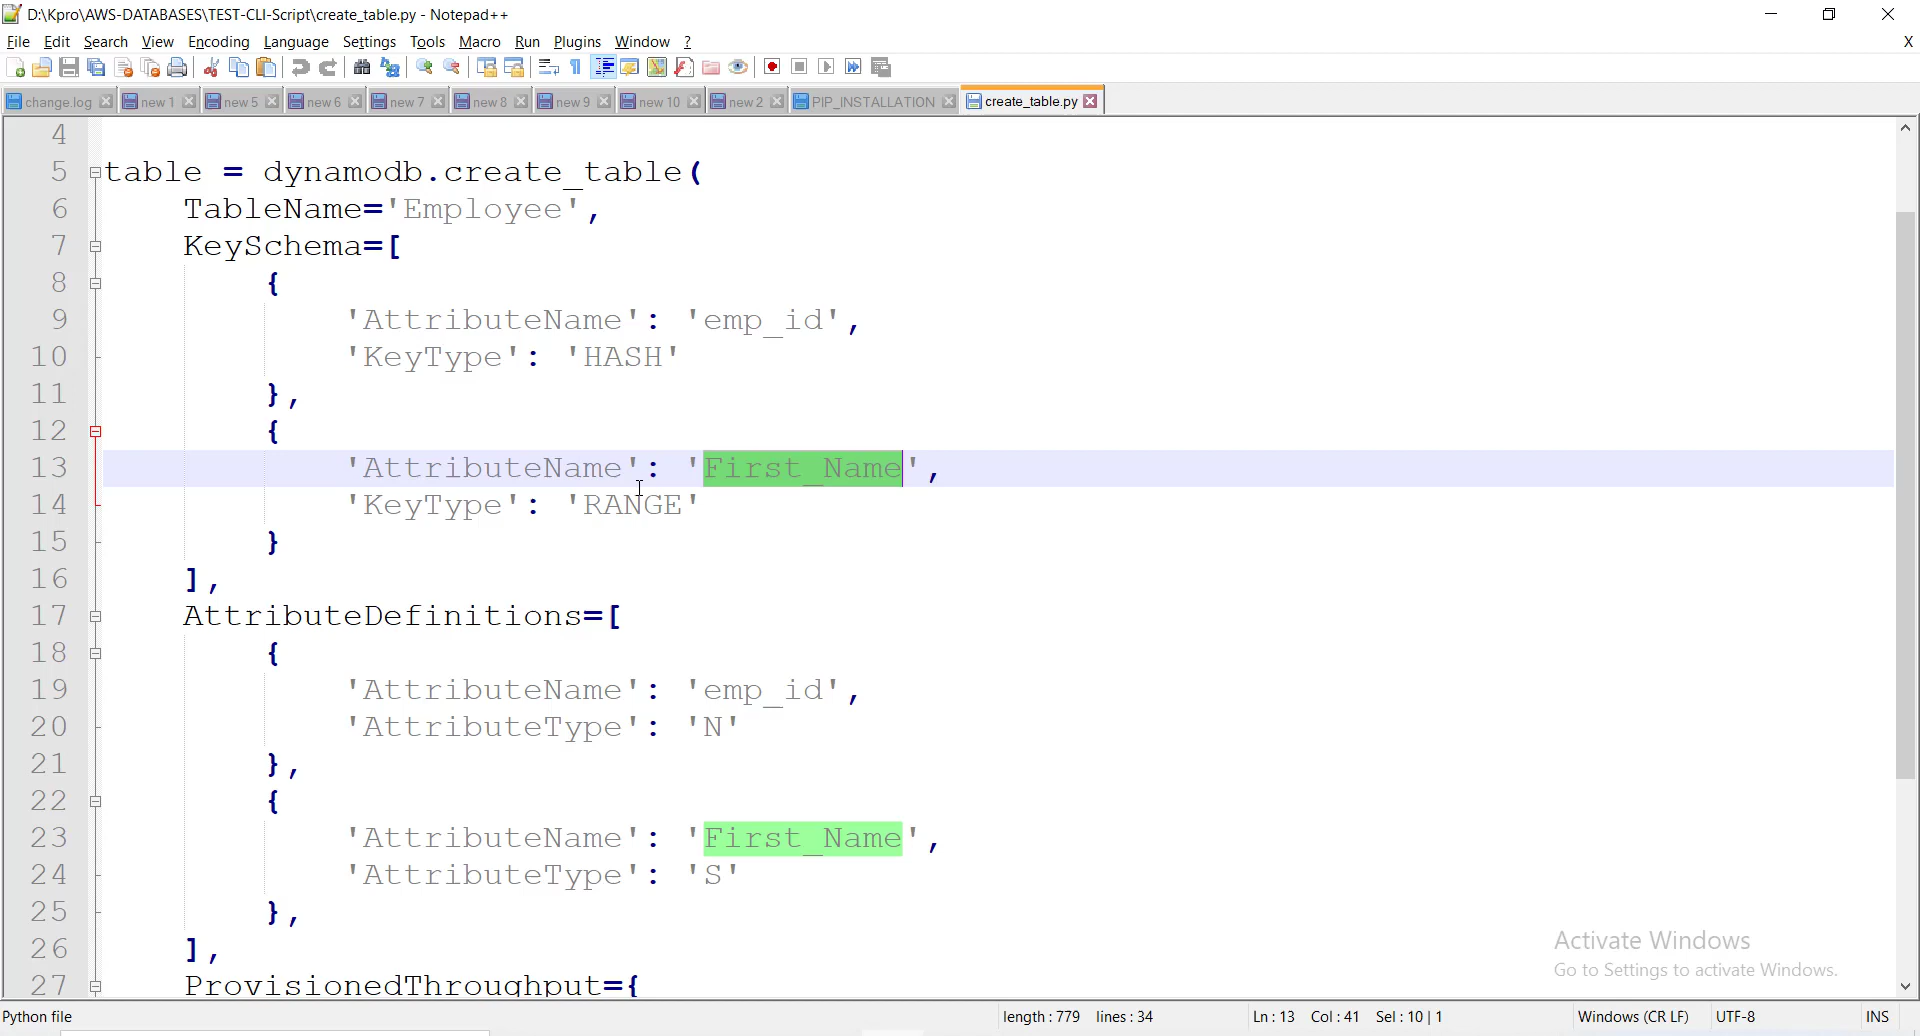 D:\Kpro\AWS-DATABASES\TEST-CLI-Script\create_table.py - Notepad++
File Edit Search View Encoding Language Settings Tools Macro Run Plugins Window ? X
change.log new 1 new 5 new 6 new 7 new 8 new 9 new 10 new 2 PIP_INSTALLATION create_table.py
4
5 table = dynamodb.create_table(
6 TableName='Employee',
7 KeySchema=[
8 {
9 'AttributeName': 'emp_id',
10 'KeyType': 'HASH'
11 },
12 {
13 'AttributeName': 'First_Name',
14 'KeyType': 'RANGE'
15 }
16 ],
17 AttributeDefinitions=[
18 {
19 'AttributeName': 'emp_id',
20 'AttributeType': 'N'
21 },
22 {
23 'AttributeName': 'First_Name',
24 'AttributeType': 'S'
25 },
26 ],
27 ProvisionedThroughput={
Activate Windows
Go to Settings to activate Windows.
Python file length : 779 lines : 34 Ln : 13 Col : 41 Sel : 10 | 1 Windows (CR LF) UTF-8 INS